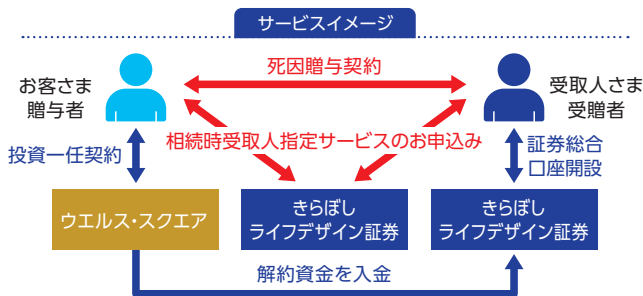 サービスイメージ
お客さま
贈与者
死因贈与契約
受取人さま
受贈者
投資一任契約
相続時受取人指定サービスのお申込み
証券総合
口座開設
ウエルス・スクエア
きらぼし
ライフデザイン証券
きらぼし
ライフデザイン証券
解約資金を入金